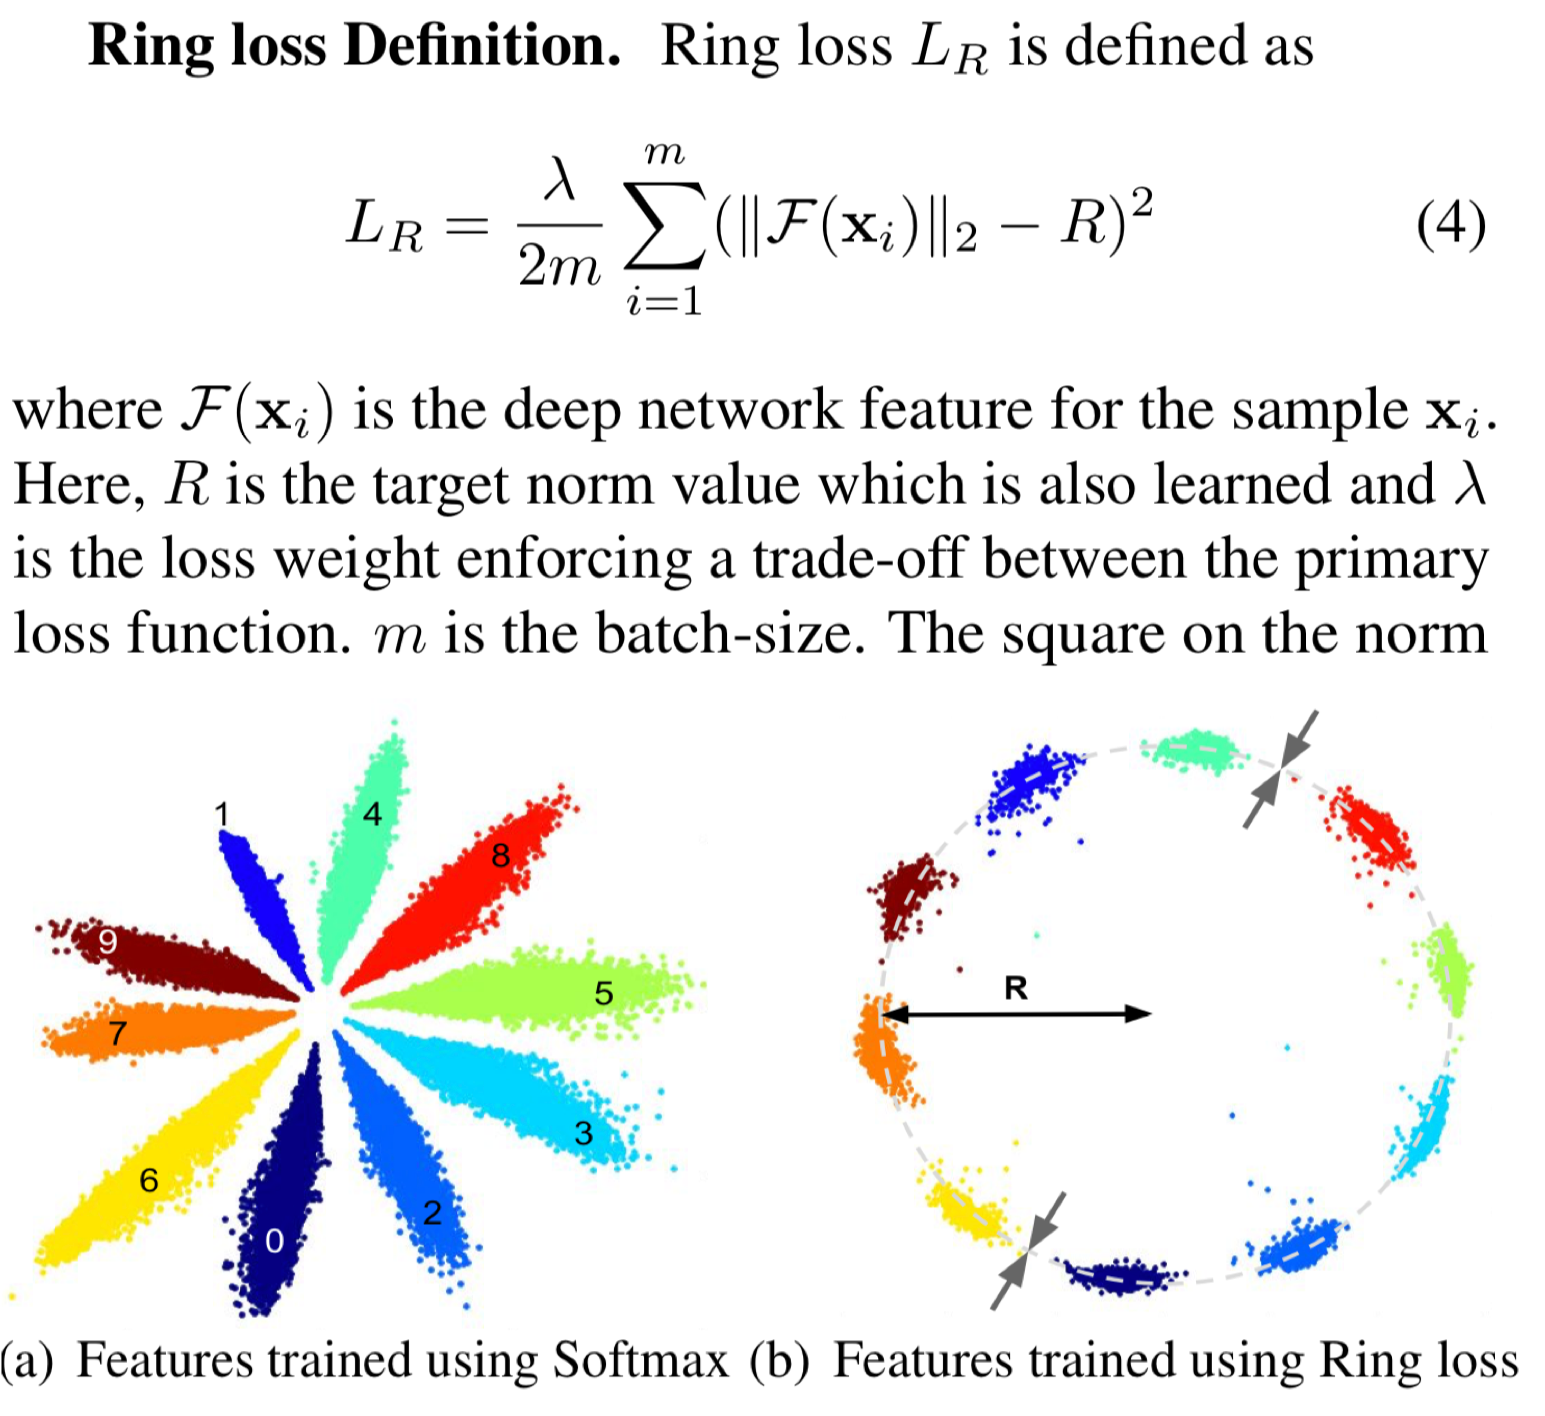 Ring loss Definition. Ring loss L_R is defined as
L_R = \frac{\lambda}{2m} \sum_{i=1}^{m} (\|\mathcal{F}(\mathbf{x}_i)\|_2 - R)^2 (4)
where \mathcal{F}(\mathbf{x}_i) is the deep network feature for the sample \mathbf{x}_i.
Here, R is the target norm value which is also learned and λ
is the loss weight enforcing a trade-off between the primary
loss function. m is the batch-size. The square on the norm
1
4
8
9
5
7
3
6
2
0
R
(a) Features trained using Softmax
(b) Features trained using Ring loss